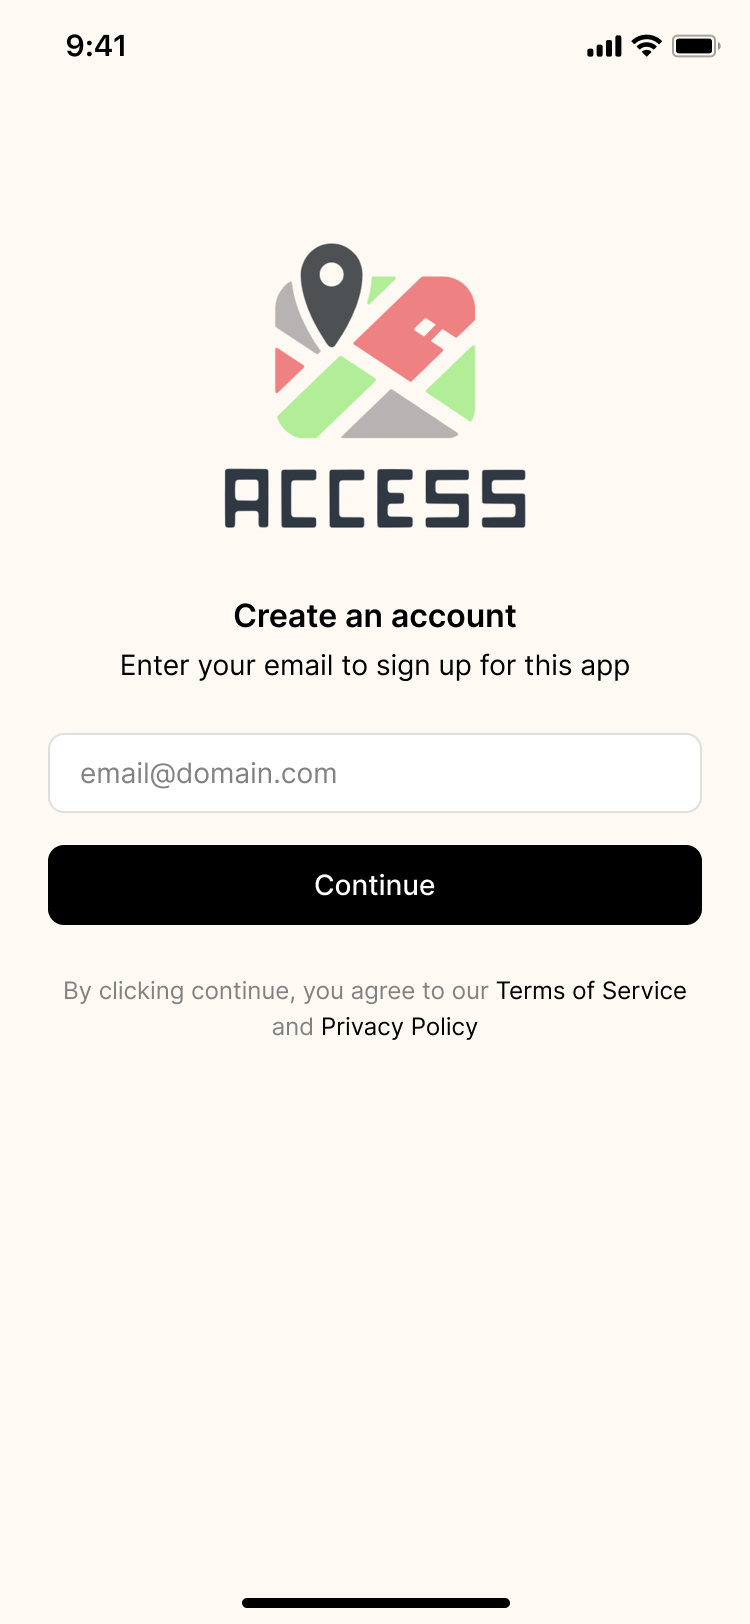 9:41
ACCESS
Create an account
Enter your email to sign up for this app
email@domain.com
Continue
By clicking continue, you agree to our Terms of Service
and Privacy Policy